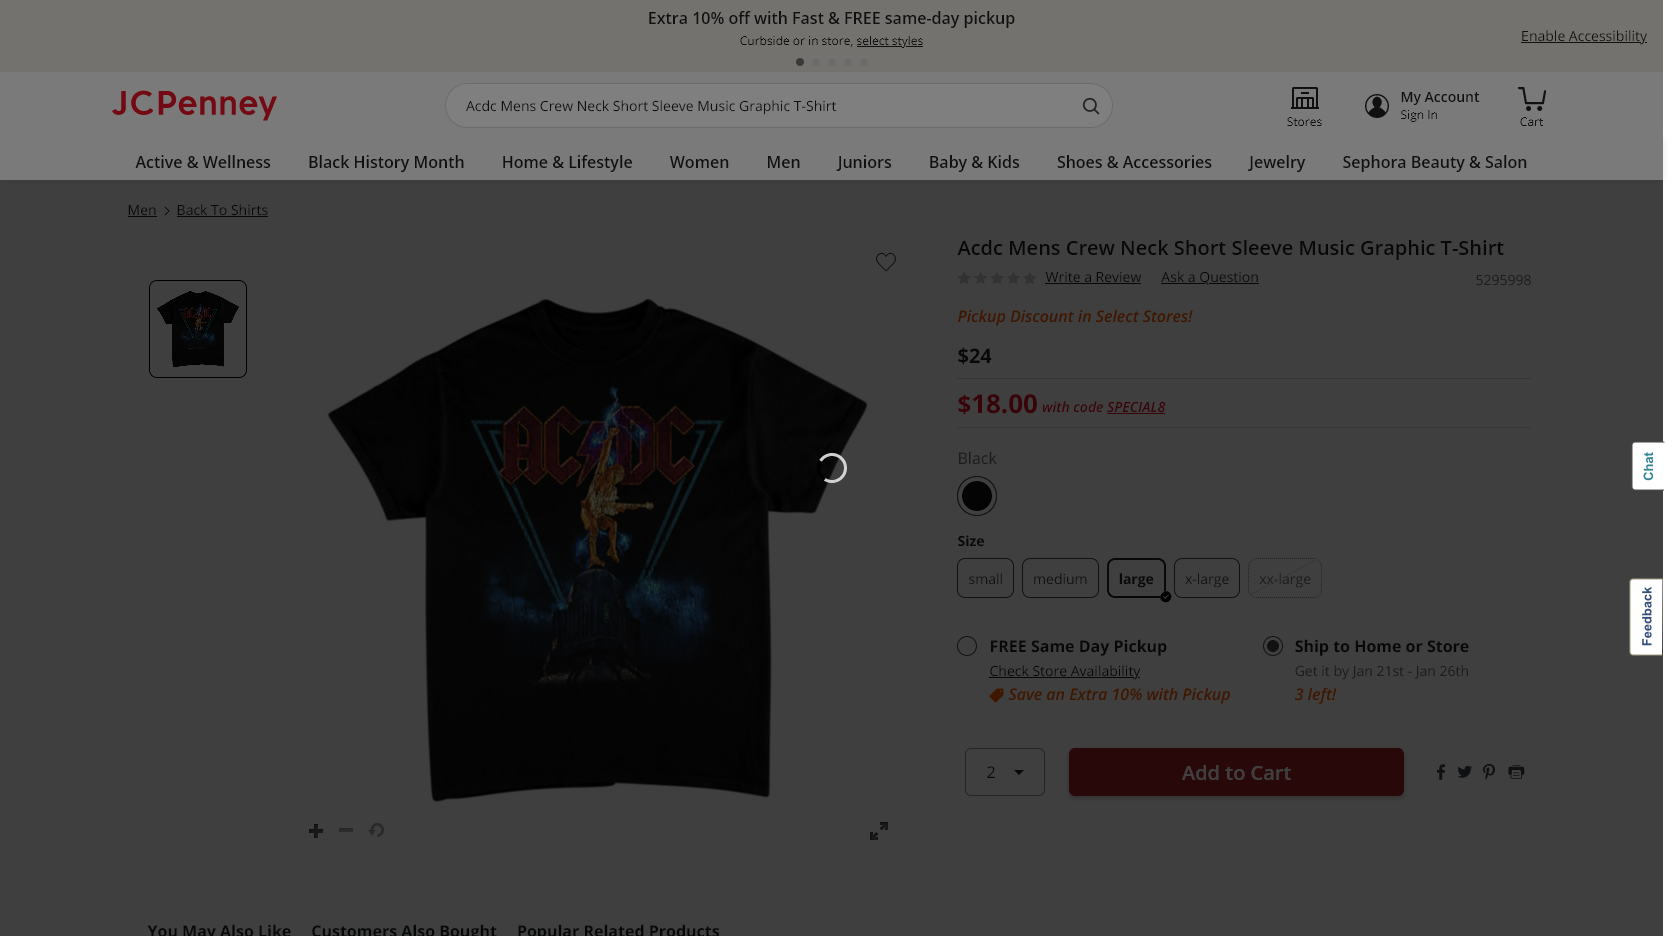 Extra 10% off with Fast & FREE same-day pickup
Curbside or in store, select styles
Enable Accessibility
JCPenney
Acdc Mens Crew Neck Short Sleeve Music Graphic T-Shirt
Stores
My Account
Sign In
Cart
Active & Wellness
Black History Month
Home & Lifestyle
Women
Men
Juniors
Baby & Kids
Shoes & Accessories
Jewelry
Sephora Beauty & Salon
Men
Back To Shirts
Acdc Mens Crew Neck Short Sleeve Music Graphic T-Shirt
Write a Review
Ask a Question
5295998
Pickup Discount in Select Stores!
$24
$18.00 with code SPECIAL8
Black
Size
small
medium
large
x-large
xx-large
FREE Same Day Pickup
Check Store Availability
Save an Extra 10% with Pickup
Ship to Home or Store
Get it by Jan 21st - Jan 26th
3 left!
2
Add to Cart
AC DC
AC DC
Chat
Feedback
You May Also Like
Customers Also Bought
Popular Related Products